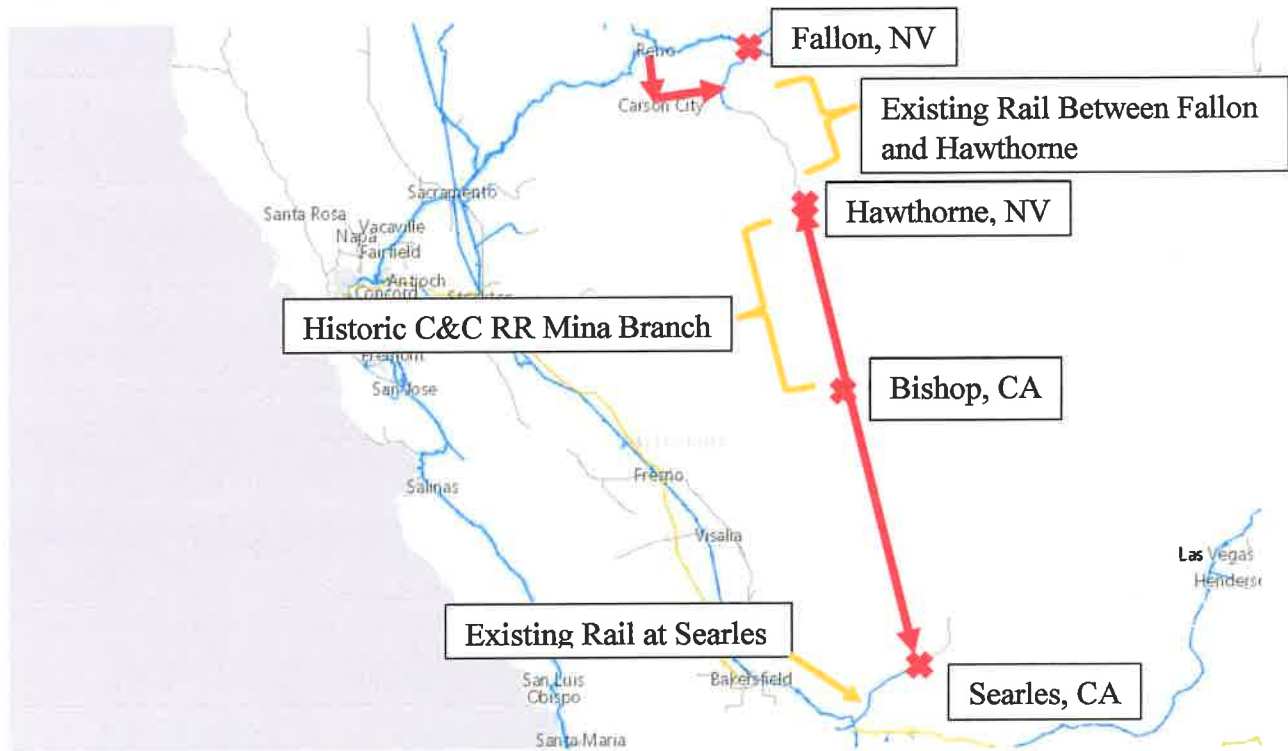 Fallon, NV
Reno
Existing Rail Between Fallon
and Hawthorne
Carson City
Sacramento
Hawthorne, NV
Santa Rosa
Vacaville
Napa
Fairfield
Antioch
Concord
Historic C&C RR Mina Branch
Fremont
San Jose
Bishop, CA
Fresno
Salinas
Visalia
Las Vegas
Existing Rail at Searles
San Luis
Obispo
Bakersfield
Searles, CA
Santa Maria